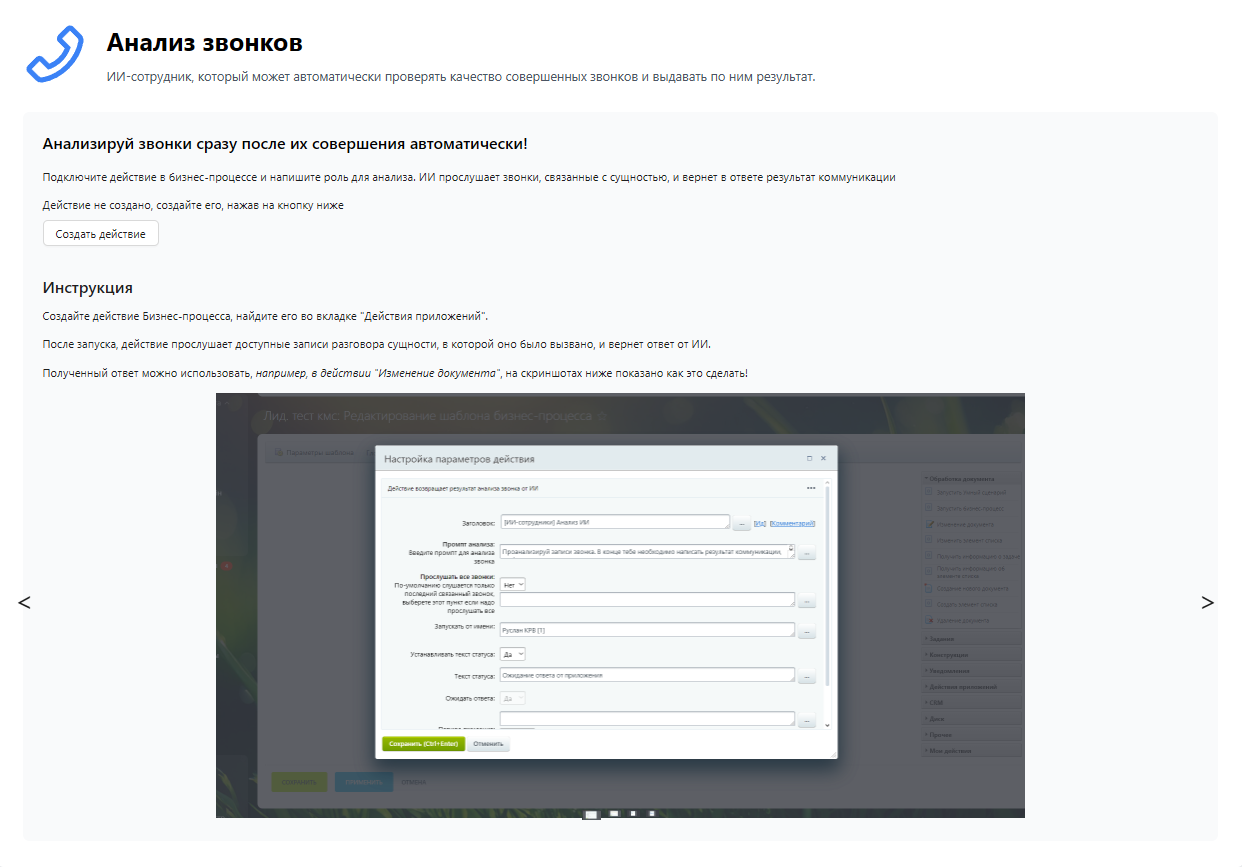 Анализ звонков
ИИ-сотрудник, который может автоматически проверять качество совершенных звонков и выдавать по ним результат.
Анализируй звонки сразу после их совершения автоматически!
Подключите действие в бизнес-процессе и напишите роль для анализа. ИИ прослушает звонки, связанные с сущностью, и вернет в ответе результат коммуникации
Действие не создано, создайте его, нажав на кнопку ниже
Создать действие
Инструкция
Создайте действие Бизнес-процесса, найдите его во вкладке "Действия приложений".
После запуска, действие прослушает доступные записи разговора сущности, в которой оно было вызвано, и вернет ответ от ИИ.
Полученный ответ можно использовать, например, в действии "Изменение документа", на скриншотах ниже показано как это сделать!
Лид, тест кмс: Редактирование шаблона бизнес-процесса
Параметры шаблона
Настройка параметров действия
Действие возвращает результат анализа звонка от ИИ
Заголовок: [ИИ-сотрудники] Анализ ИИ ... [Ид] [Комментарий]
Промпт анализа:
Введите промпт для анализа
звонка
Проанализируй записи звонка. В конце тебе необходимо написать результат коммуникации, ...
Прослушать все звонки:
По-умолчанию слушается только
последний связанный звонок,
выберете этот пункт если надо
прослушать все
Нет
...
Запускать от имени: Руслан КРВ [1] ...
Устанавливать текст статуса: Да
Текст статуса: Ожидание ответа от приложения ...
Ожидать ответа: Да
...
Сохранить (Ctrl+Enter) Отменить
Обработка документа
Запустить бизнес-процесс
Изменение документа
Изменить элемент списка
Получить информацию об
элементе списка
Создание нового документа
Создать элемент списка
Удаление документа
Задания
Конструкции
Уведомления
Действия приложений
CRM
Диск
Прочее
Мои действия
< >